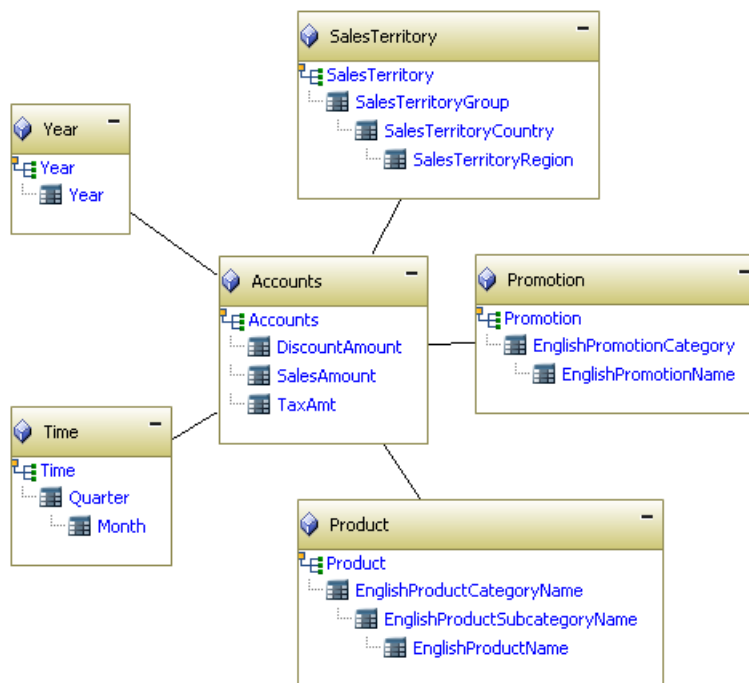 SalesTerritory
SalesTerritory
SalesTerritoryGroup
SalesTerritoryCountry
SalesTerritoryRegion
Year
Year
Year
Accounts
Accounts
DiscountAmount
SalesAmount
TaxAmt
Promotion
Promotion
EnglishPromotionCategory
EnglishPromotionName
Time
Time
Quarter
Month
Product
Product
EnglishProductCategoryName
EnglishProductSubcategoryName
EnglishProductName